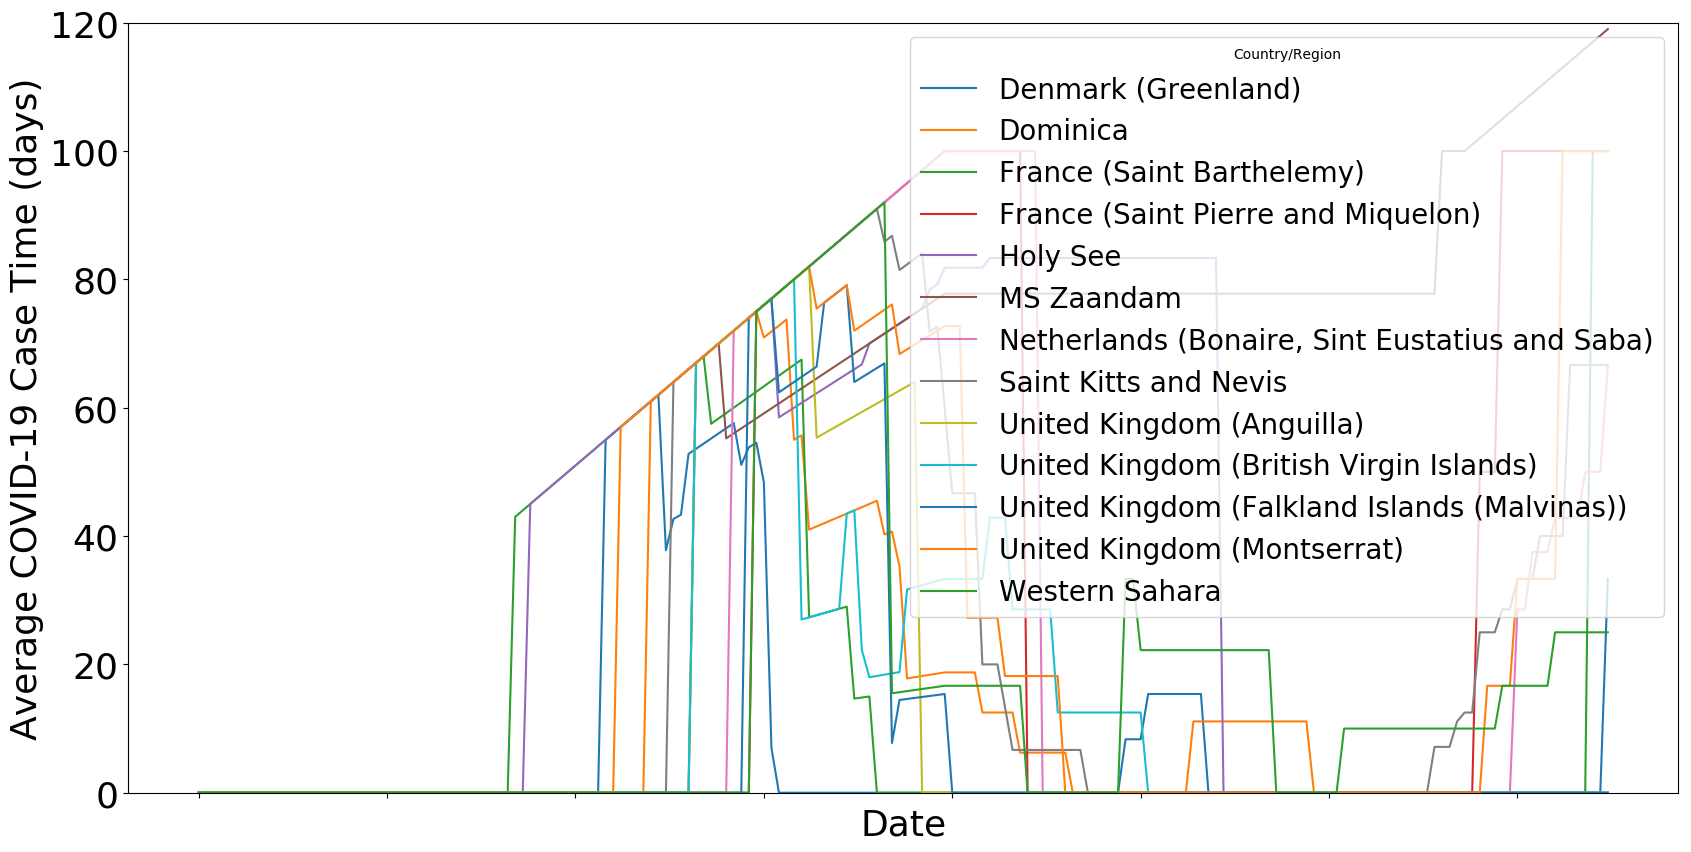 Average COVID-19 Case Time (days)
120
100
80
60
40
20
0
Country/Region
Denmark (Greenland)
Dominica
France (Saint Barthelemy)
France (Saint Pierre and Miquelon)
Holy See
MS Zaandam
Netherlands (Bonaire, Sint Eustatius and Saba)
Saint Kitts and Nevis
United Kingdom (Anguilla)
United Kingdom (British Virgin Islands)
United Kingdom (Falkland Islands (Malvinas))
United Kingdom (Montserrat)
Western Sahara
Date